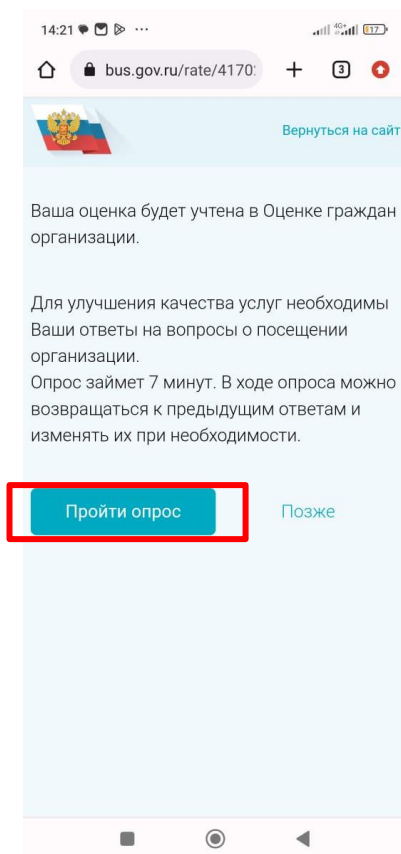 14:21 ... 4G+ 17
bus.gov.ru/rate/4170 3
Вернуться на сайт
Ваша оценка будет учтена в Оценке граждан
организации.
Для улучшения качества услуг необходимы
Ваши ответы на вопросы о посещении
организации.
Опрос займет 7 минут. В ходе опроса можно
возвращаться к предыдущим ответам и
изменять их при необходимости.
Пройти опрос Позже